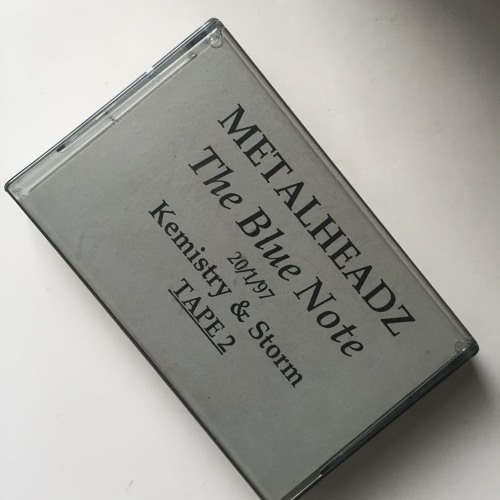 METALHEADZ
The Blue Note
20/1/97
Kemistry & Storm
TAPE 2